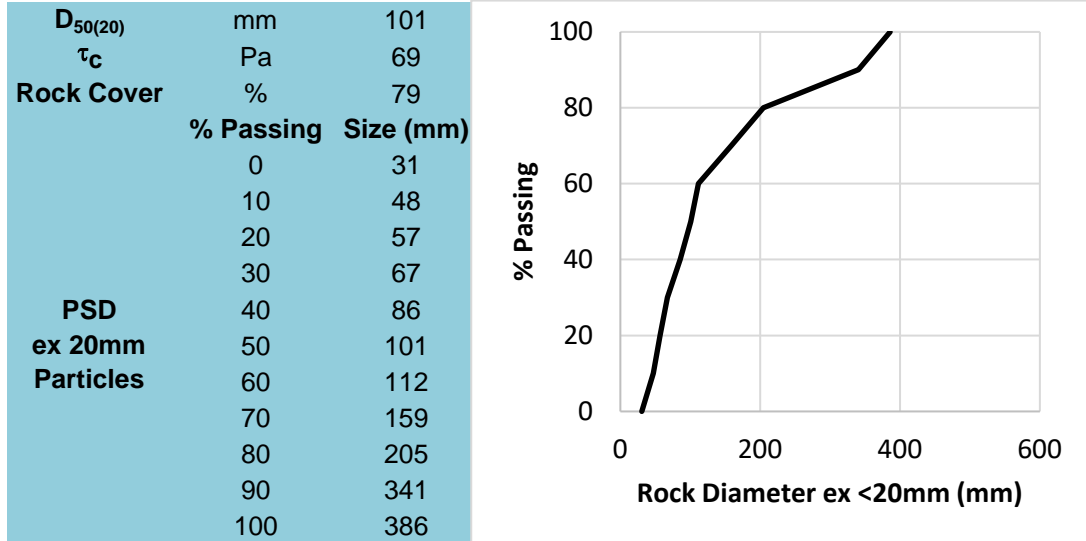 D50(20) mm 101
τc Pa 69
Rock Cover % 79
% Passing Size (mm)
0 31
10 48
20 57
30 67
PSD 40 86
ex 20mm 50 101
Particles 60 112
70 159
80 205
90 341
100 386
100
80
60
40
20
0
% Passing
0 200 400 600
Rock Diameter ex <20mm (mm)